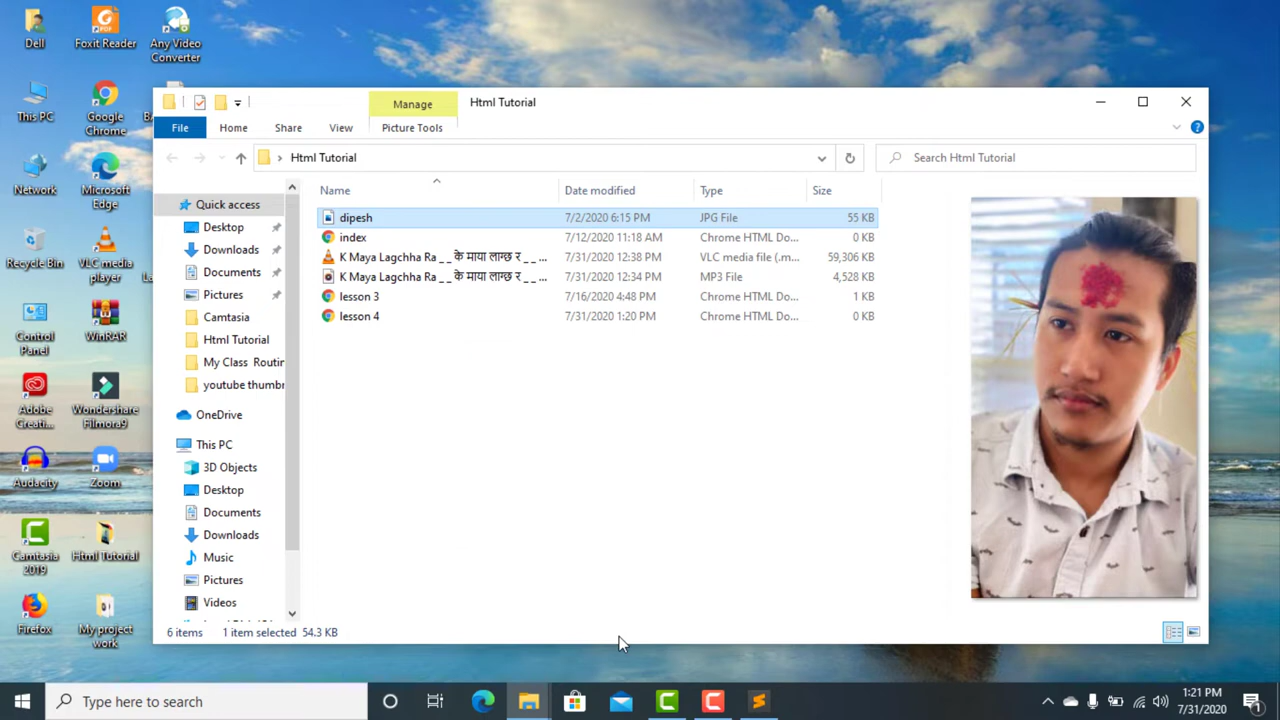 Dell
Foxit Reader
Any Video Converter
This PC
Google Chrome
Network
Microsoft Edge
Recycle Bin
VLC media player
Control Panel
WinRAR
Adobe Creati...
Wondershare Filmora9
Audacity
Zoom
Camtasia 2019
Html Tutorial
Firefox
My project work
Manage
Html Tutorial
File
Home
Share
View
Picture Tools
Html Tutorial
Search Html Tutorial
Quick access
Desktop
Downloads
Documents
Pictures
Camtasia
Html Tutorial
My Class Routin
youtube thumbn
OneDrive
This PC
3D Objects
Desktop
Documents
Downloads
Music
Pictures
Videos
Name Date modified Type Size
dipesh 7/2/2020 6:15 PM JPG File 55 KB
index 7/12/2020 11:18 AM Chrome HTML Do... 0 KB
K Maya Lagchha Ra _ _ के माया लाग्छ र _ _ ... 7/31/2020 12:38 PM VLC media file (.m... 59,306 KB
K Maya Lagchha Ra _ _ के माया लाग्छ र _ _ ... 7/31/2020 12:34 PM MP3 File 4,528 KB
lesson 3 7/16/2020 4:48 PM Chrome HTML Do... 1 KB
lesson 4 7/31/2020 1:20 PM Chrome HTML Do... 0 KB
6 items 1 item selected 54.3 KB
Type here to search
1:21 PM
7/31/2020
1